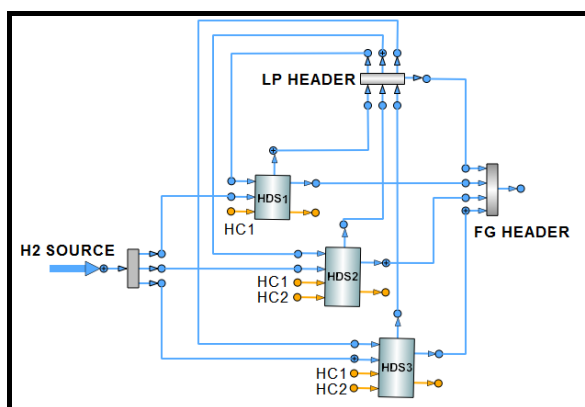 LP HEADER
HDS1
HC1
H2 SOURCE
FG HEADER
HDS2
HC1
HC2
HDS3
HC1
HC2